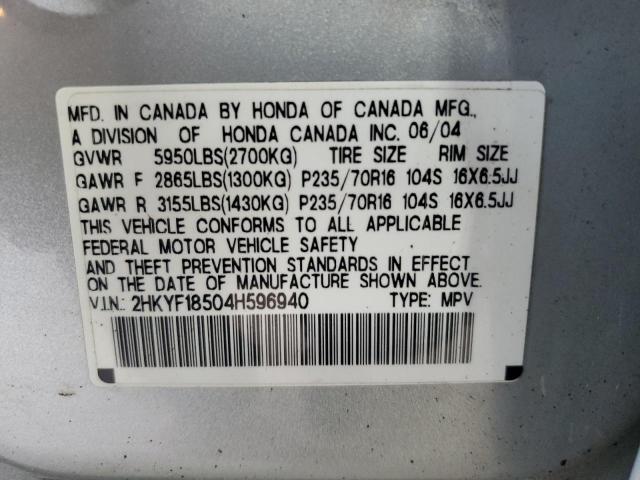 MFD. IN CANADA BY HONDA OF CANADA MFG.,
A DIVISION OF HONDA CANADA INC. 06/04
GVWR 5950LBS(2700KG) TIRE SIZE RIM SIZE
GAWR F 2865LBS(1300KG) P235/70R16 104S 16X6.5JJ
GAWR R 3155LBS(1430KG) P235/70R16 104S 16X6.5JJ
THIS VEHICLE CONFORMS TO ALL APPLICABLE
FEDERAL MOTOR VEHICLE SAFETY
AND THEFT PREVENTION STANDARDS IN EFFECT
ON THE DATE OF MANUFACTURE SHOWN ABOVE.
V.I.N.: 2HKYF18504H596940 TYPE: MPV